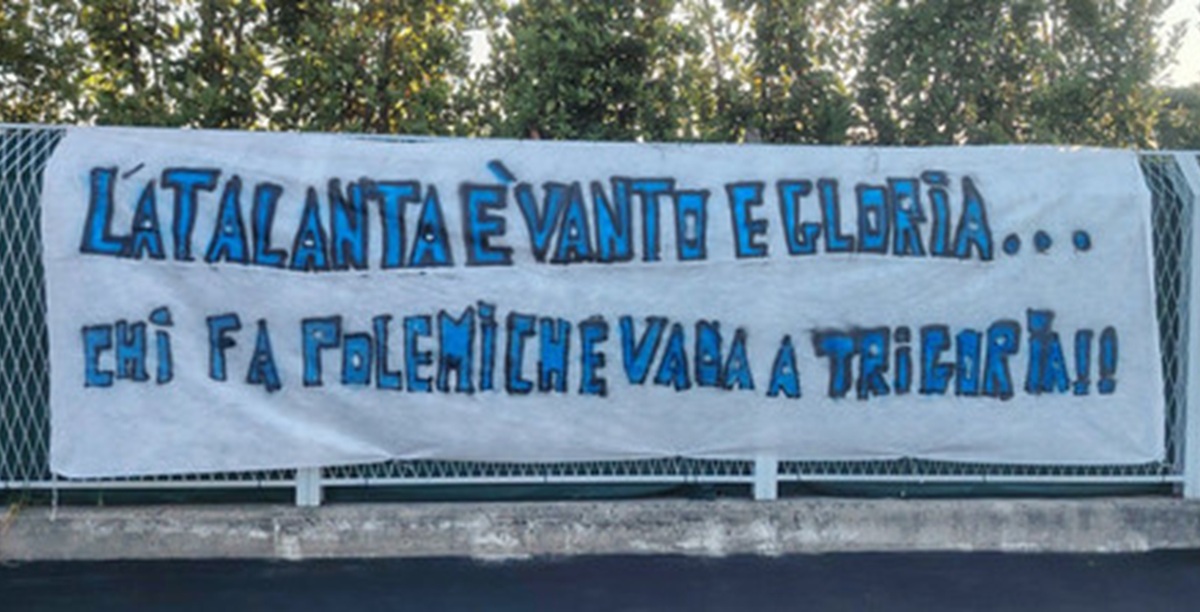 L'ATALANTA È VANTO E GLORIA...
CHI FA POLEMICHE VADA A TRIGORIA!!